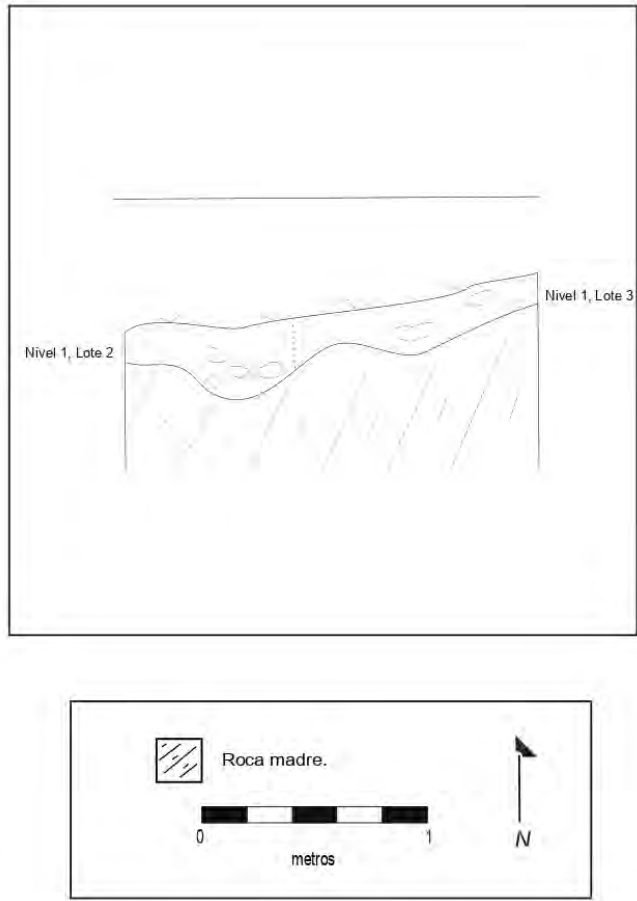 Nivel 1, Lote 3
Nivel 1, Lote 2
Roca madre.
0 1
metros
N